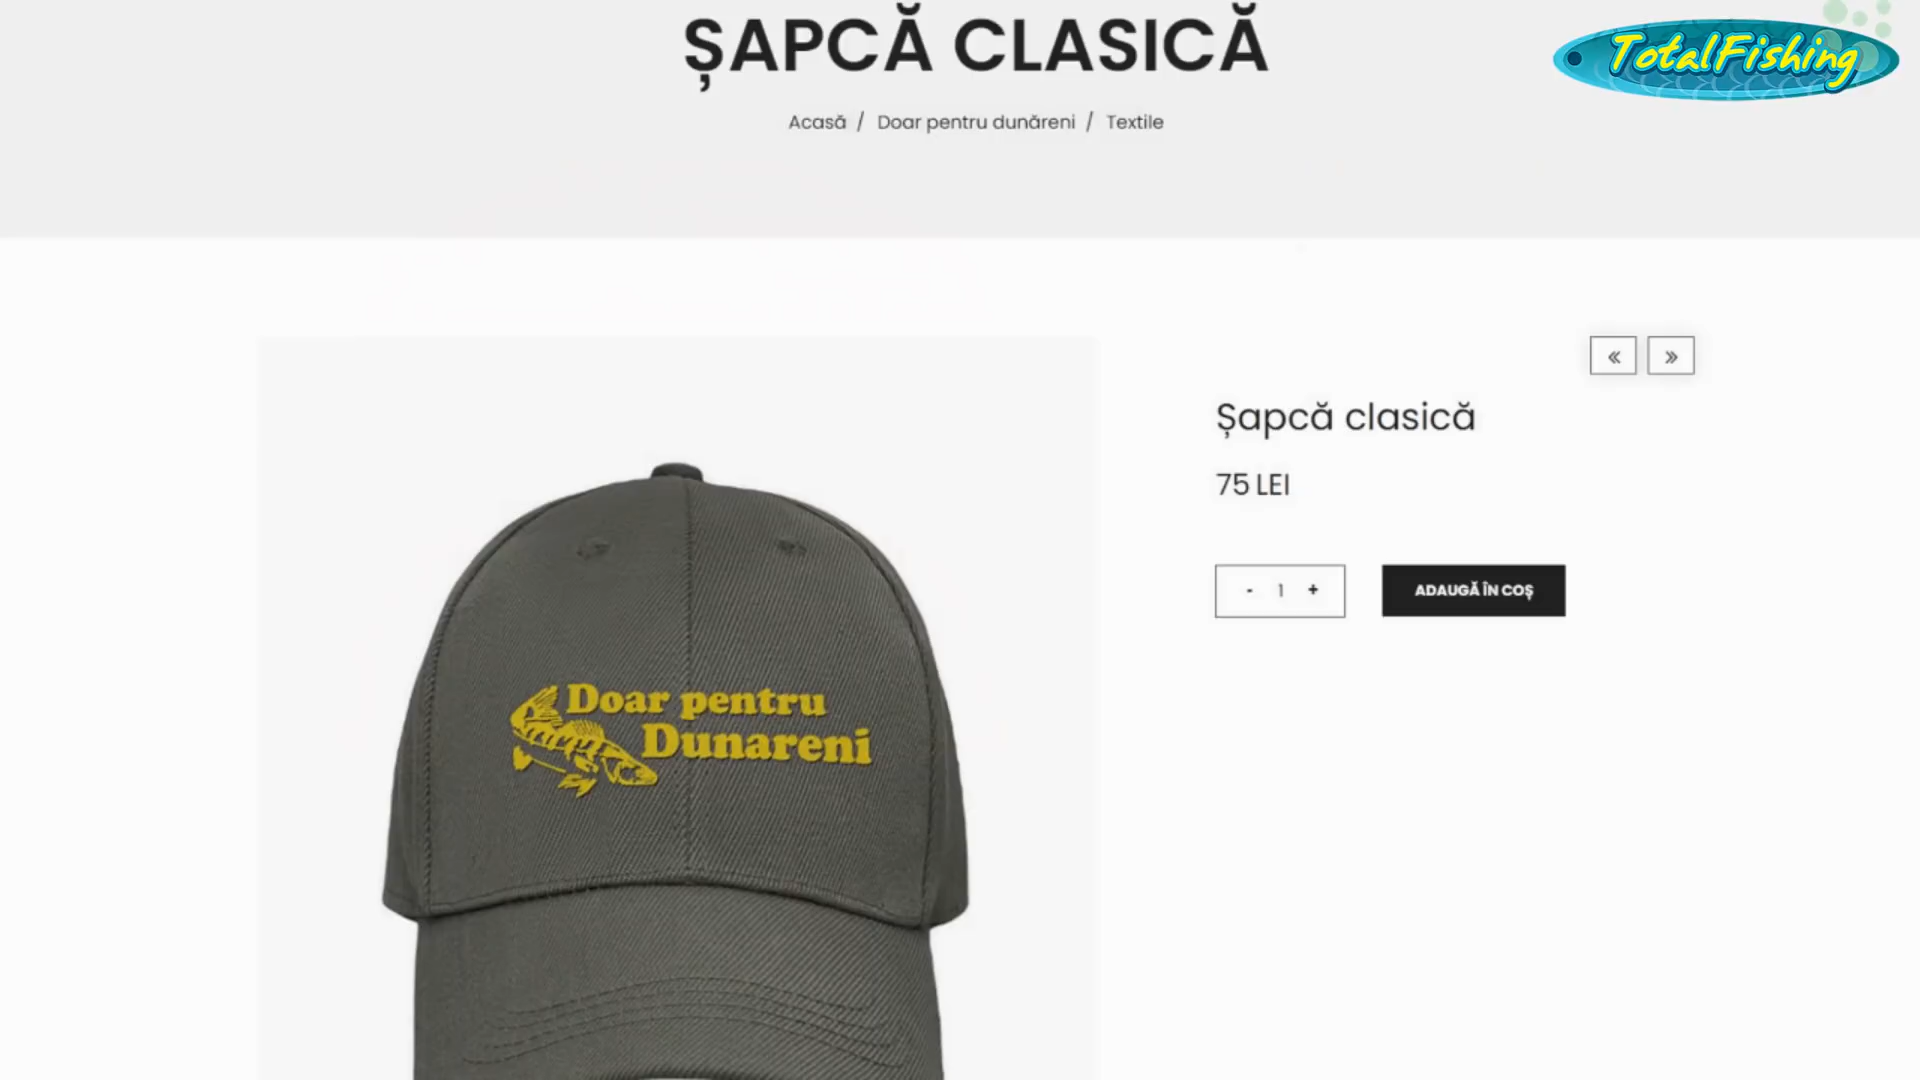 ȘAPCĂ CLASICĂ
TotalFishing
Acasă / Doar pentru dunăreni / Textile
« »
Șapcă clasică
75 LEI
- 1 + ADAUGĂ ÎN COȘ
Doar pentru
Dunareni